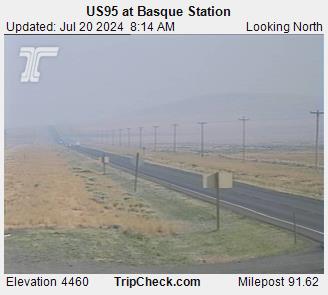 US95 at Basque Station
Updated: Jul 20 2024 8:14 AM Looking North
Elevation 4460 TripCheck.com Milepost 91.62